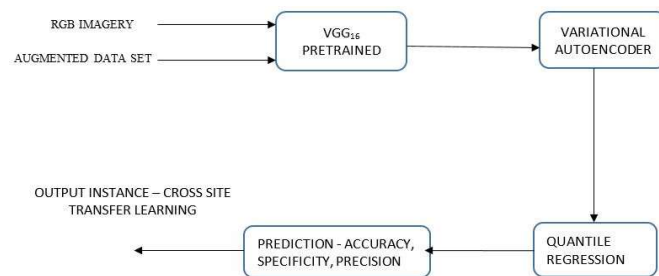 RGB IMAGERY
AUGMENTED DATA SET
VGG₁₆
PRETRAINED
VARIATIONAL
AUTOENCODER
OUTPUT INSTANCE – CROSS SITE
TRANSFER LEARNING
PREDICTION - ACCURACY,
SPECIFICITY, PRECISION
QUANTILE
REGRESSION